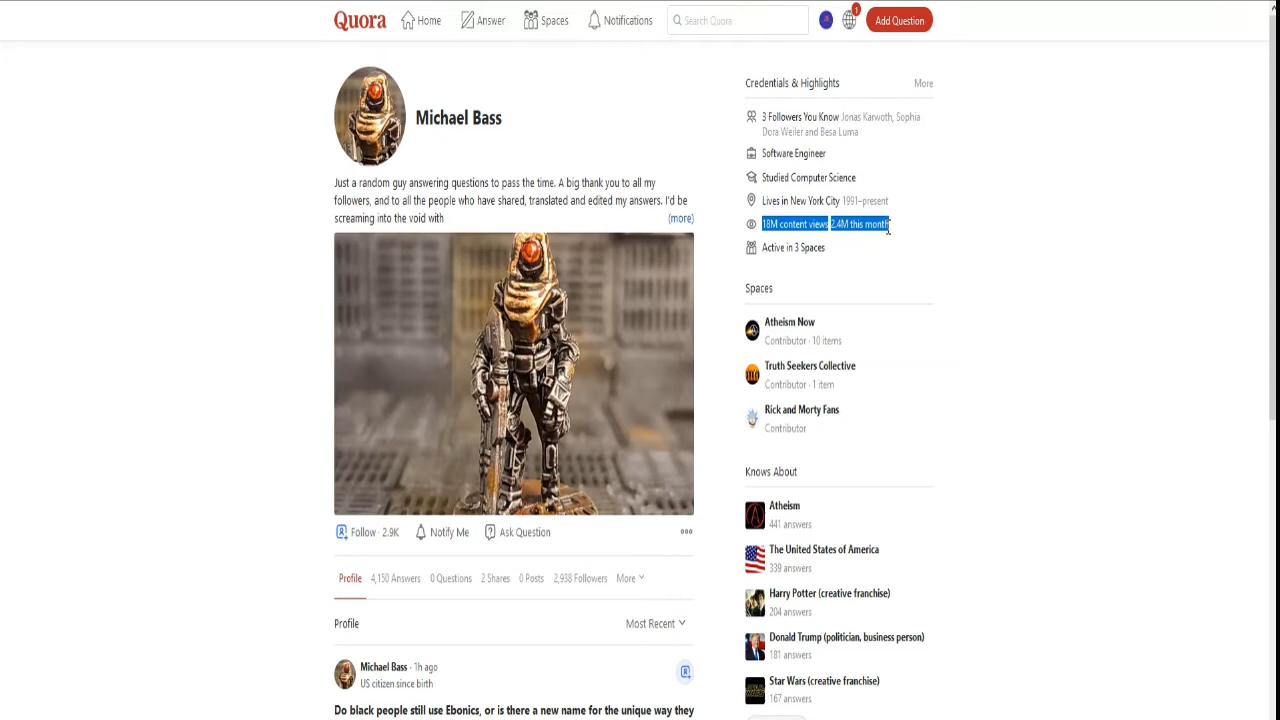 Quora Home Answer Spaces Notifications Search Quora 1 Add Question
Michael Bass
Just a random guy answering questions to pass the time. A big thank you to all my
followers, and to all the people who have shared, translated and edited my answers. I'd be
screaming into the void with (more)
Follow · 2.9K Notify Me Ask Question
Profile 4,150 Answers 0 Questions 2 Shares 0 Posts 2,938 Followers More
Profile Most Recent
Michael Bass · 1h ago
US citizen since birth
Do black people still use Ebonics, or is there a new name for the unique way they
Credentials & Highlights More
3 Followers You Know Jonas Karwoth, Sophia
Dora Weiler and Besa Luma
Software Engineer
Studied Computer Science
Lives in New York City 1991–present
18M content views 2.4M this month
Active in 3 Spaces
Spaces
Atheism Now
Contributor · 10 items
Truth Seekers Collective
Contributor · 1 item
Rick and Morty Fans
Contributor
Knows About
Atheism
441 answers
The United States of America
339 answers
Harry Potter (creative franchise)
204 answers
Donald Trump (politician, business person)
181 answers
Star Wars (creative franchise)
167 answers